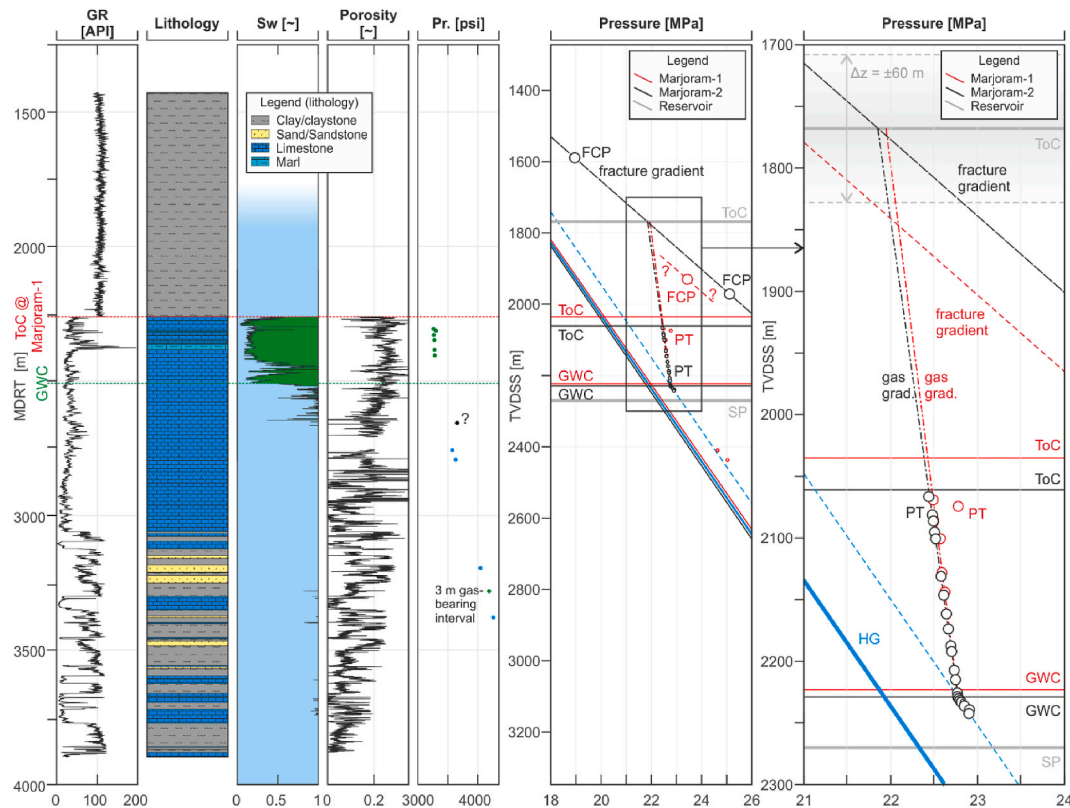 GR
[API]
Lithology
Sw [~]
Porosity
[~]
Pr. [psi]
Pressure [MPa]
Pressure [MPa]
Legend (lithology)
Clay/claystone
Sand/Sandstone
Limestone
Marl
1500
2000
3000
3500
4000
MDRT [m]
ToC @
Marjoram-1
GWC
?
3 m gas-
bearing
interval
0
100
200
0
0.5
1
0
0.2
3000
4000
Legend
Marjoram-1
Marjoram-2
Reservoir
1400
1600
1800
2000
2200
2400
2600
2800
3000
3200
TVDSS [m]
FCP
fracture gradient
ToC
?
FCP
?
FCP
ToC
ToC
PT
PT
GWC
GWC
SP
18
20
22
24
26
Legend
Marjoram-1
Marjoram-2
Reservoir
1700
1800
1900
2000
2100
2200
2300
TVDSS [m]
Δz = ±60 m
ToC
fracture
gradient
fracture
gradient
gas
grad.
gas
grad.
ToC
ToC
PT
PT
HG
GWC
GWC
SP
21
22
23
24